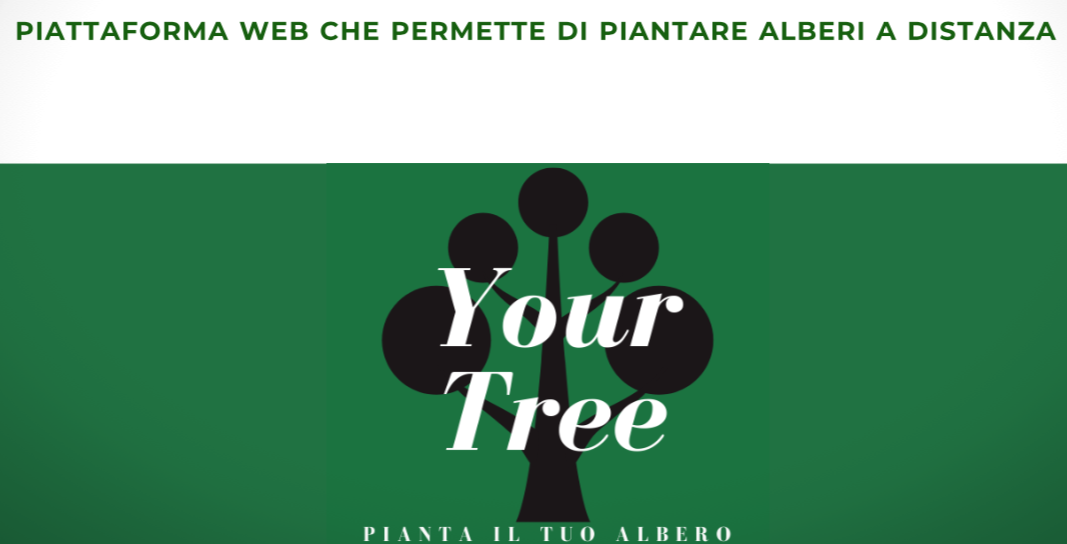 PIATTAFORMA WEB CHE PERMETTE DI PIANTARE ALBERI A DISTANZA
Your
Tree
PIANTA IL TUO ALBERO